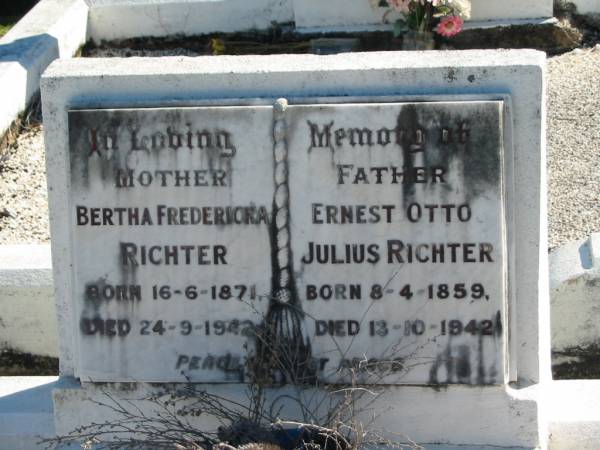 In Loving Memory of
MOTHER
BERTHA FREDERICKA
RICHTER
BORN 16-6-1871,
DIED 24-9-1942
FATHER
ERNEST OTTO
JULIUS RICHTER
BORN 8-4-1859,
DIED 13-10-1942